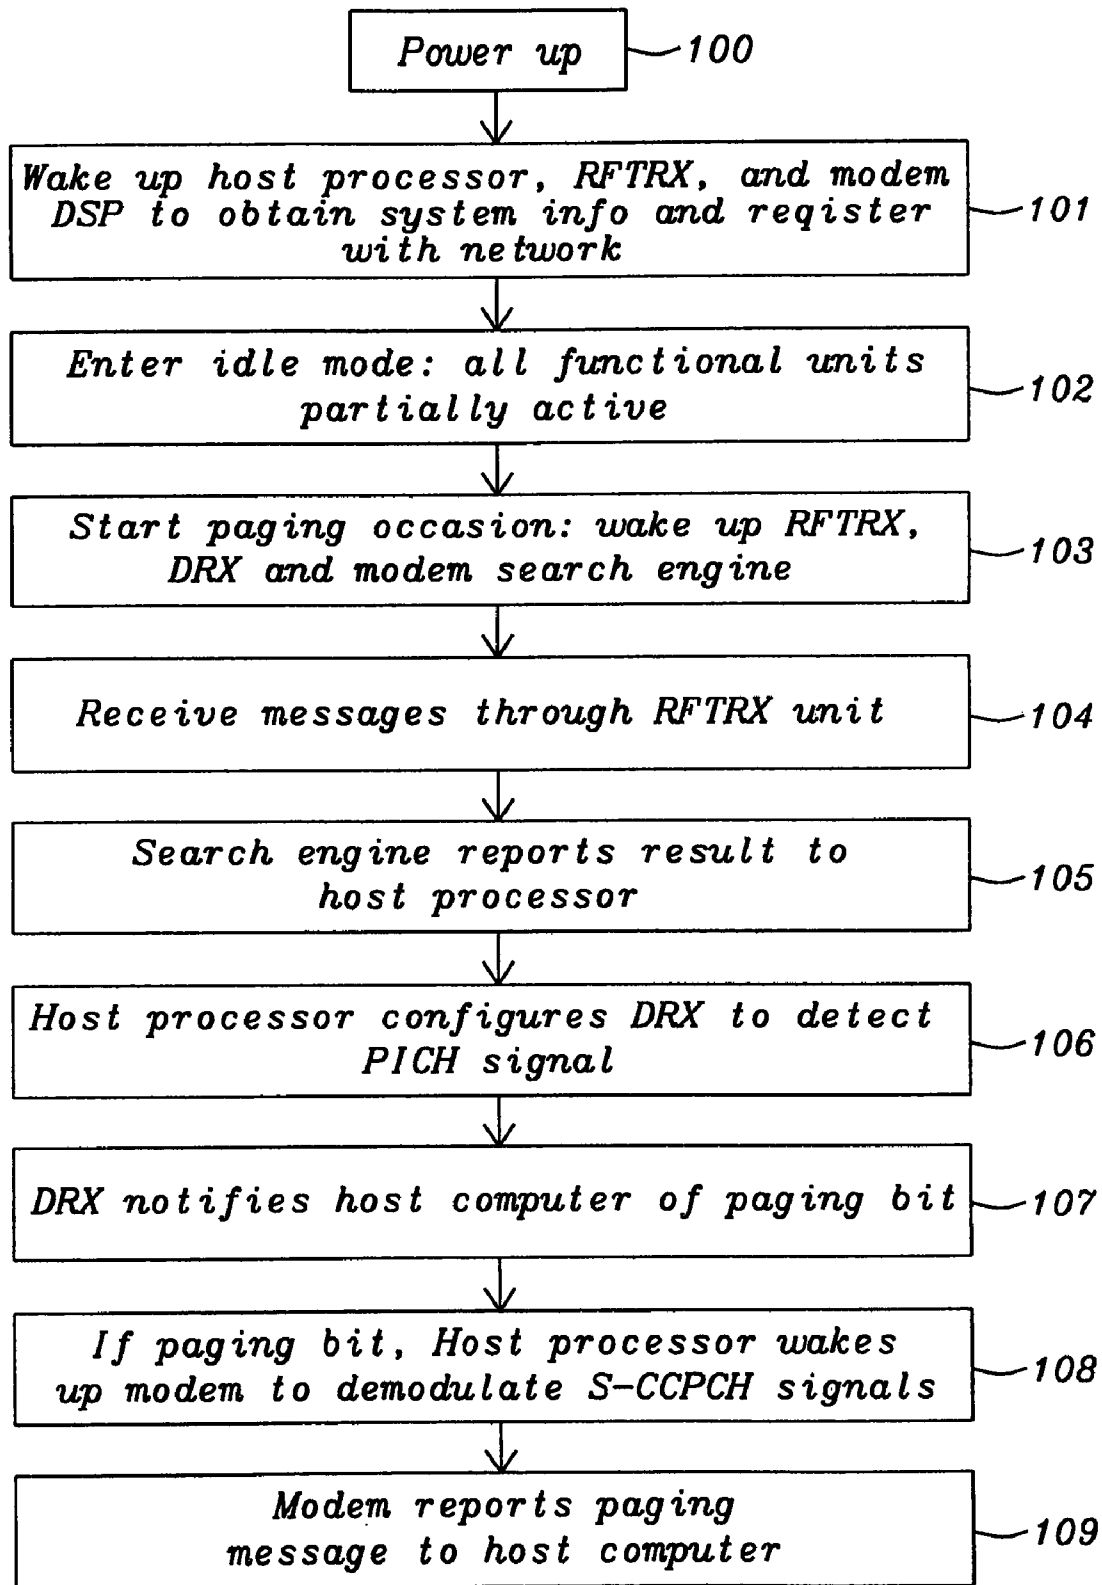 Power up
100
Wake up host processor, RFTRX, and modem
DSP to obtain system info and reqister
with network
101
Enter idle mode: all functional units
partially active
102
Start paging occasion: wake up RFTRX,
DRX and modem search engine
103
Receive messages through RFTRX unit
104
Search engine reports result to
host processor
105
Host processor configures DRX to detect
PICH signal
106
DRX notifies host computer of paging bit
107
If paging bit, Host processor wakes
up modem to demodulate S-CCPCH signals
108
Modem reports paging
message to host computer
109